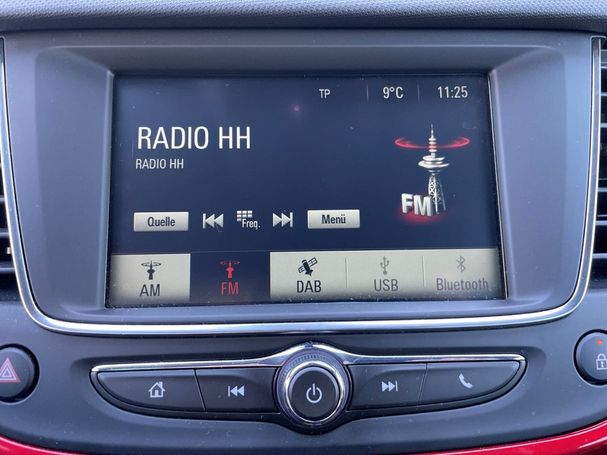 TP 9°C 11:25
RADIO HH
RADIO HH
FM
Quelle Freq. Menü
AM FM DAB USB Bluetooth